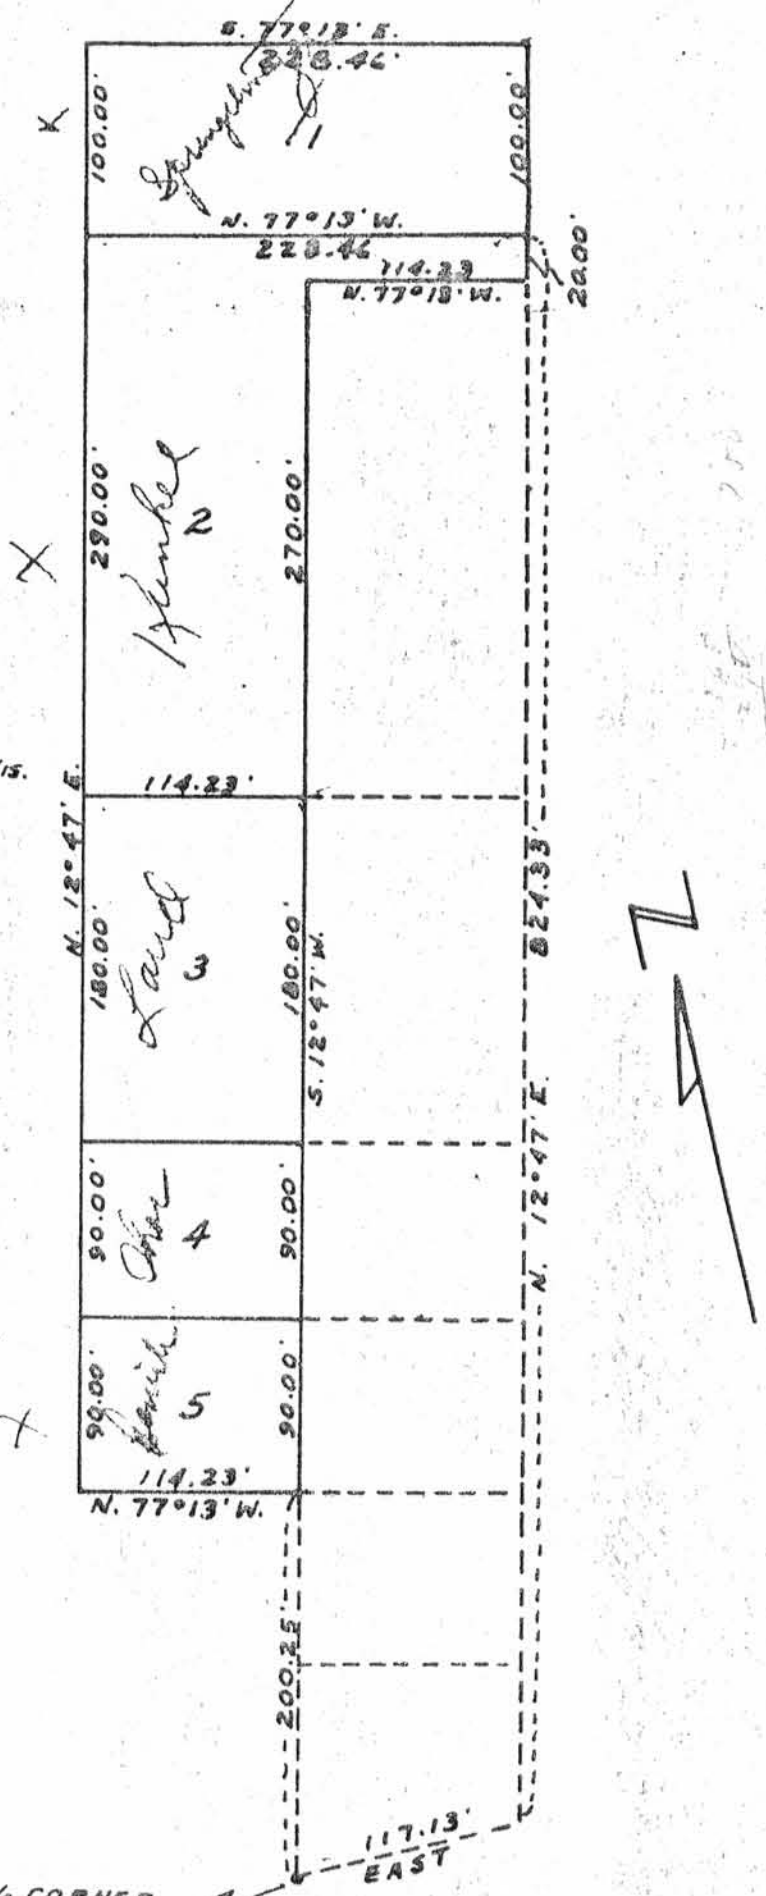 S. 77°13' E.
228.46'
100.00'
1
100.00'
K
N. 77°13' W.
228.46
114.23
N. 77°13' W.
20.00'
290.00'
Kunkel
2
270.00'
X
114.23'
N. 12°47' E.
180.00'
3
180.00'
S. 12°47' W.
824.33'
N. 12°47' E.
N
90.00'
4
90.00'
90.00'
5
90.00'
X
114.23'
N. 77°13' W.
200.25'
117.13'
EAST
CORNER